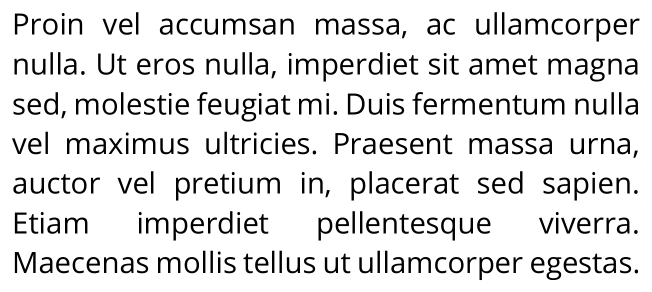 Proin vel accumsan massa, ac ullamcorper
nulla. Ut eros nulla, imperdiet sit amet magna
sed, molestie feugiat mi. Duis fermentum nulla
vel maximus ultricies. Praesent massa urna,
auctor vel pretium in, placerat sed sapien.
Etiam imperdiet pellentesque viverra.
Maecenas mollis tellus ut ullamcorper egestas.